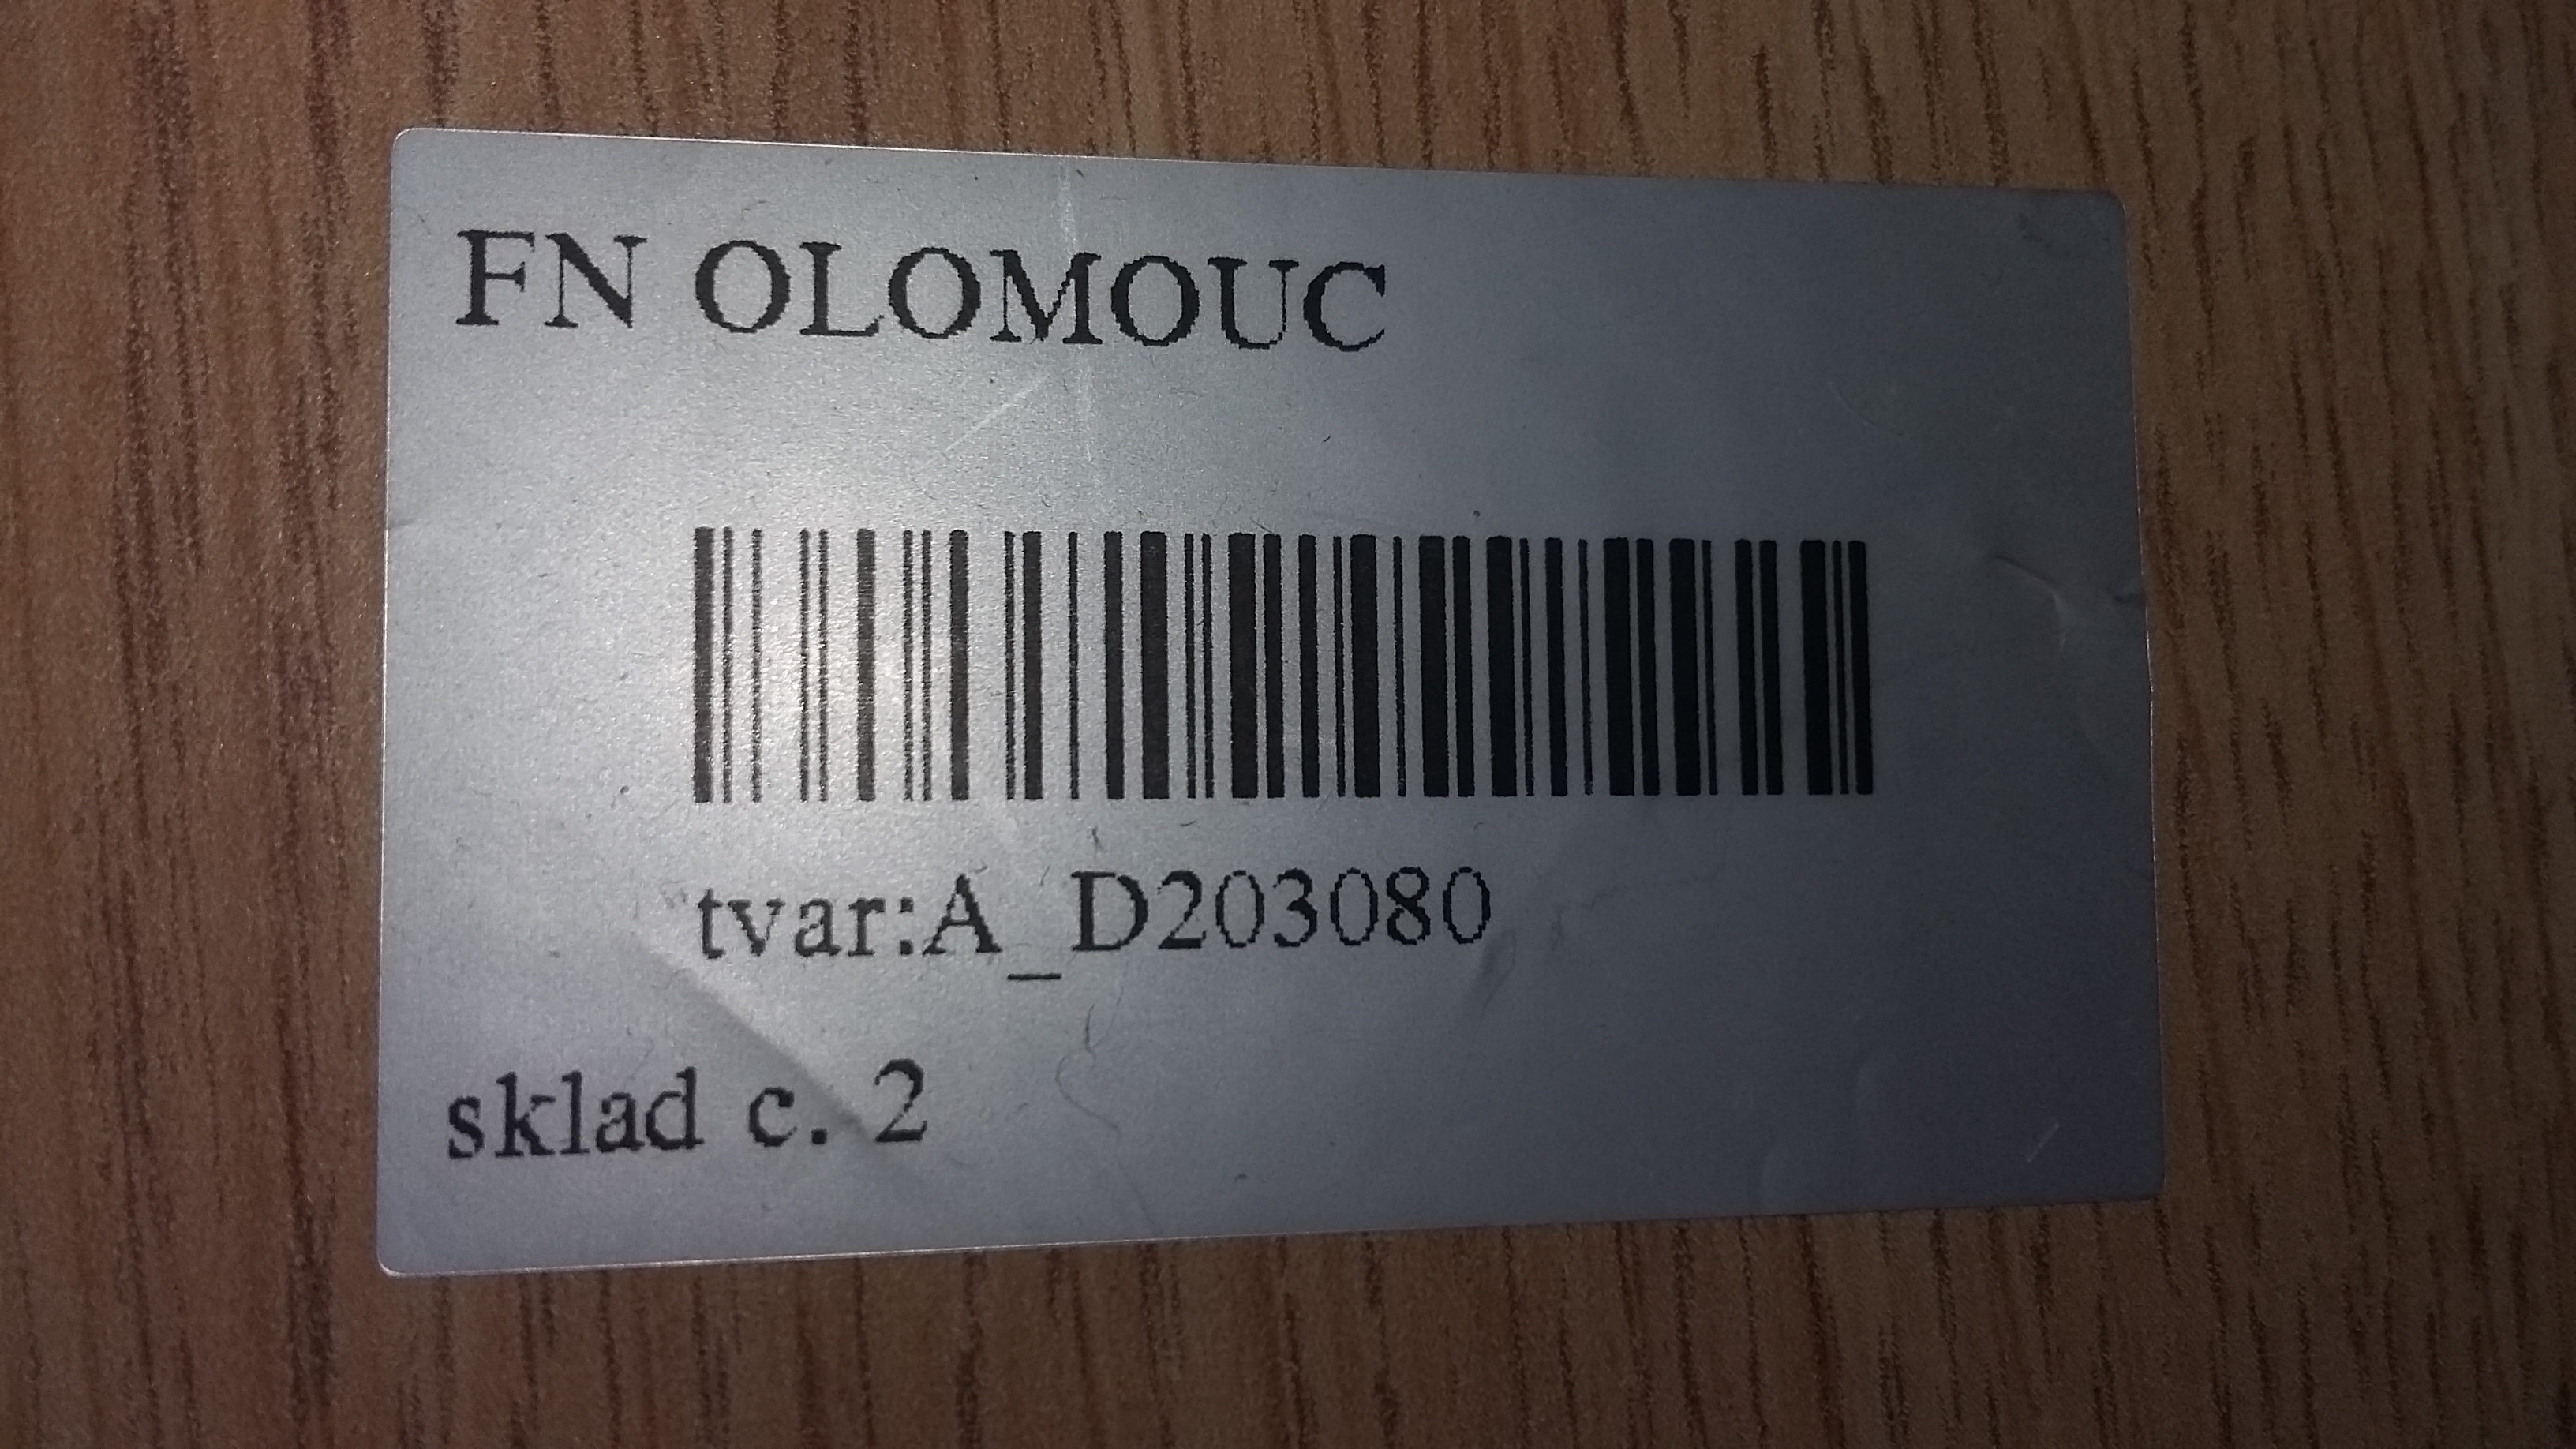 FN OLOMOUC
tvar:A_D203080
sklad c. 2